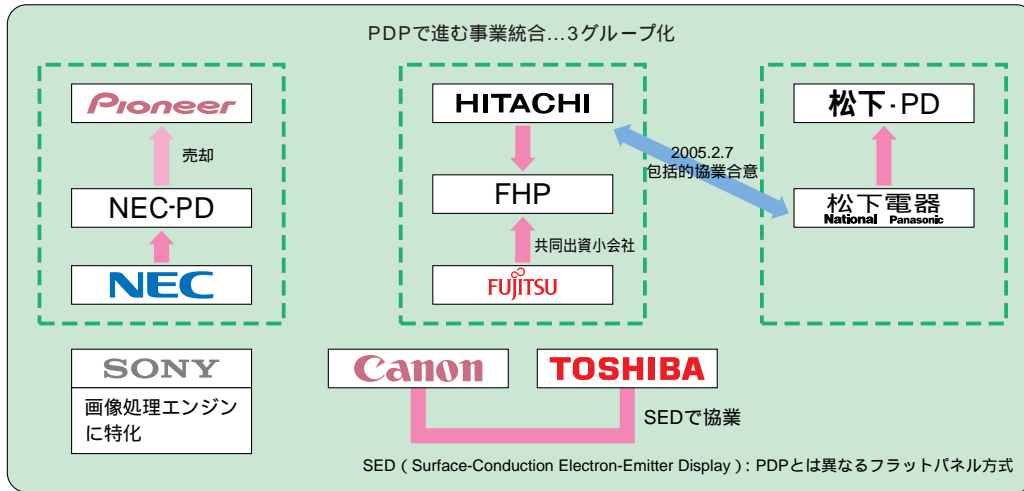 PDPで進む事業統合…3グループ化
Pioneer
売却
NEC-PD
NEC
HITACHI
FHP
共同出資小会社
FUJITSU
2005.2.7
包括的協業合意
松下・PD
松下電器
National Panasonic
SONY
画像処理エンジン
に特化
Canon
TOSHIBA
SEDで協業
SED（Surface-Conduction Electron-Emitter Display）: PDPとは異なるフラットパネル方式